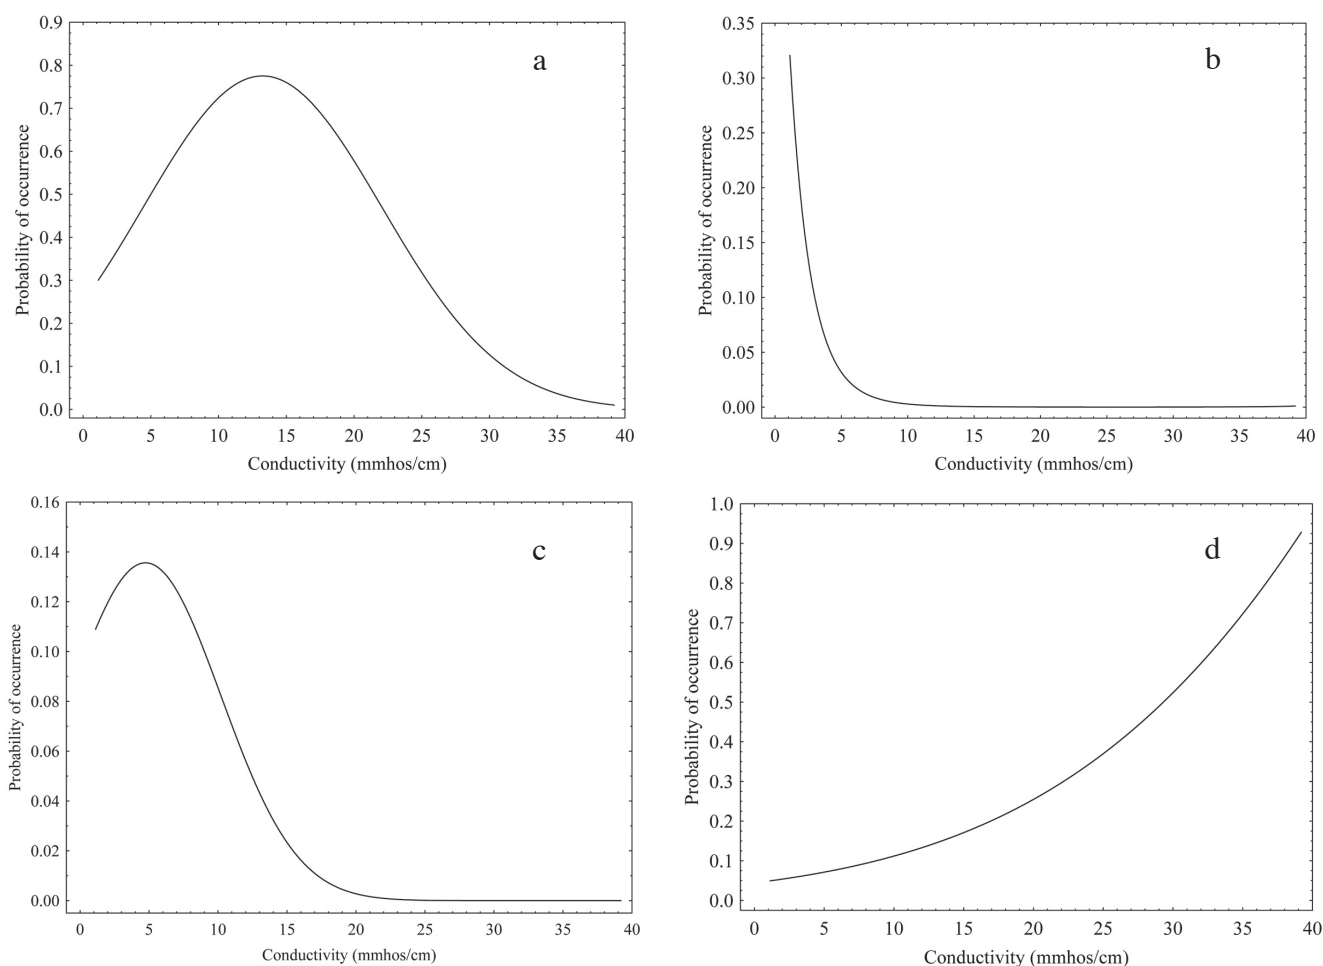 a
Probability of occurrence
0.9
0.8
0.7
0.6
0.5
0.4
0.3
0.2
0.1
0.0
0 5 10 15 20 25 30 35 40
Conductivity (mmhos/cm)
b
Probability of occurrence
0.35
0.30
0.25
0.20
0.15
0.10
0.05
0.00
0 5 10 15 20 25 30 35 40
Conductivity (mmhos/cm)
c
Probability of occurrence
0.16
0.14
0.12
0.10
0.08
0.06
0.04
0.02
0.00
0 5 10 15 20 25 30 35 40
Conductivity (mmhos/cm)
d
Probability of occurrence
1.0
0.9
0.8
0.7
0.6
0.5
0.4
0.3
0.2
0.1
0.0
0 5 10 15 20 25 30 35 40
Conductivity (mmhos/cm)